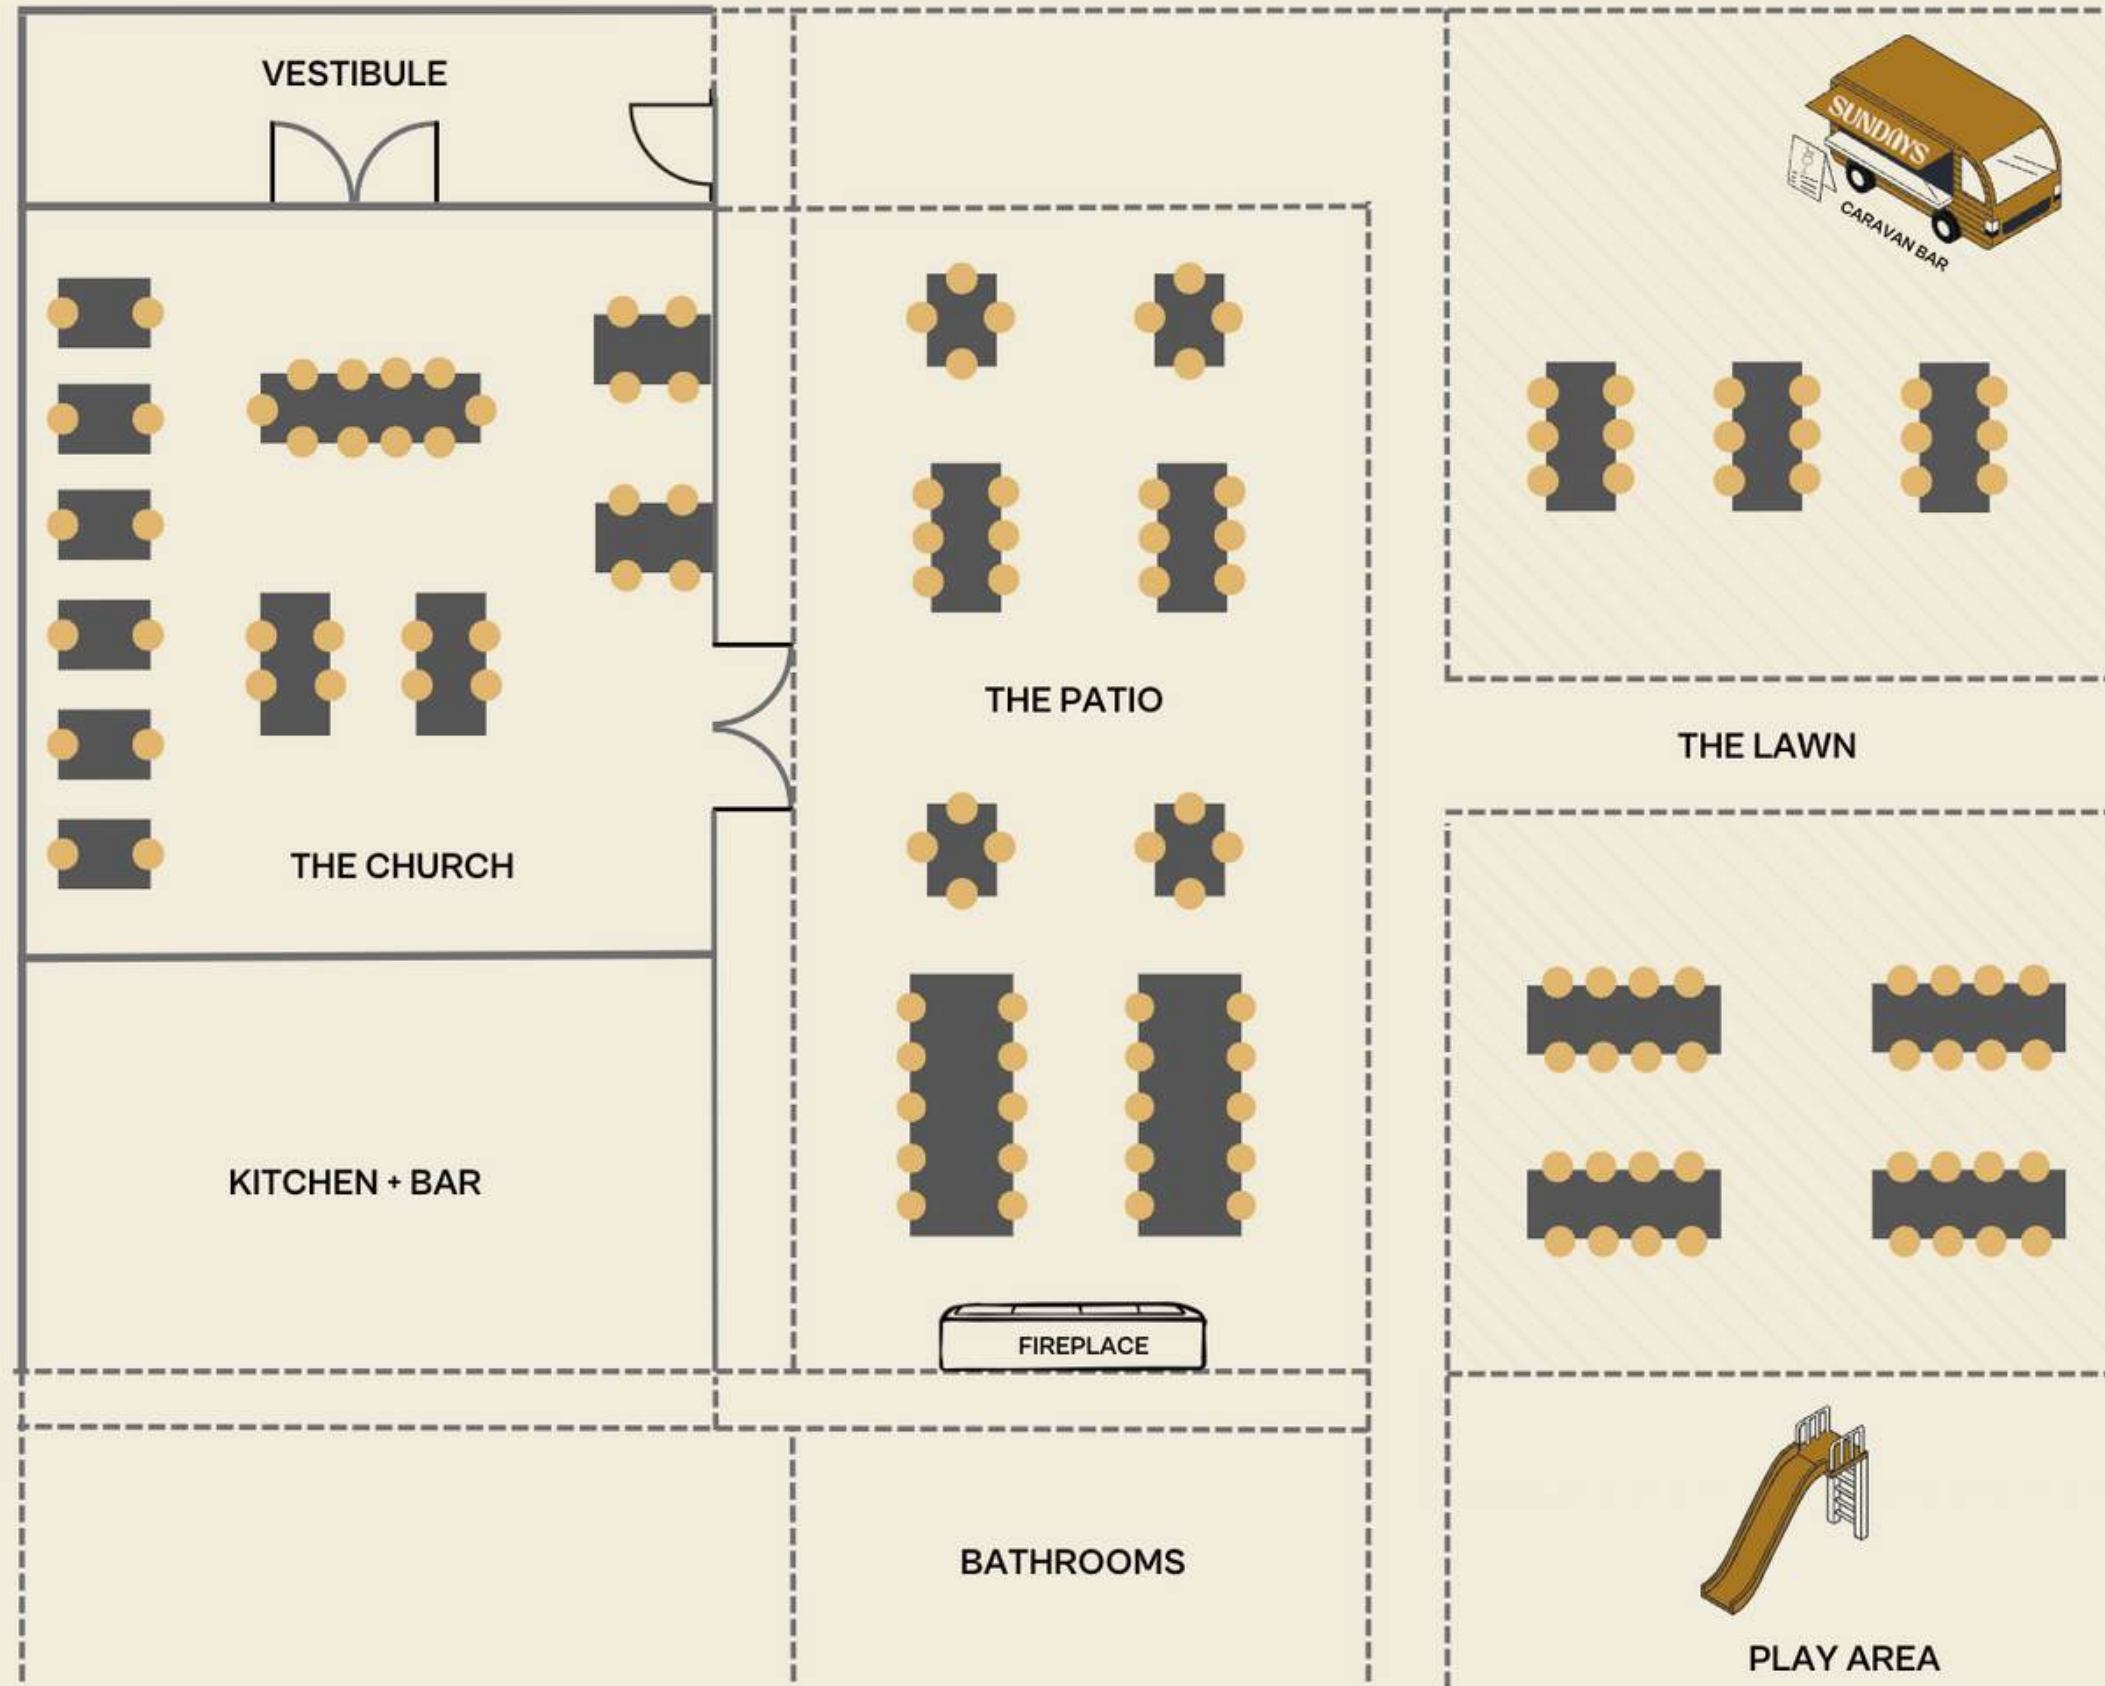 VESTIBULE
SUNDAYS
CARAVAN BAR
THE PATIO
THE LAWN
THE CHURCH
KITCHEN + BAR
FIREPLACE
BATHROOMS
PLAY AREA